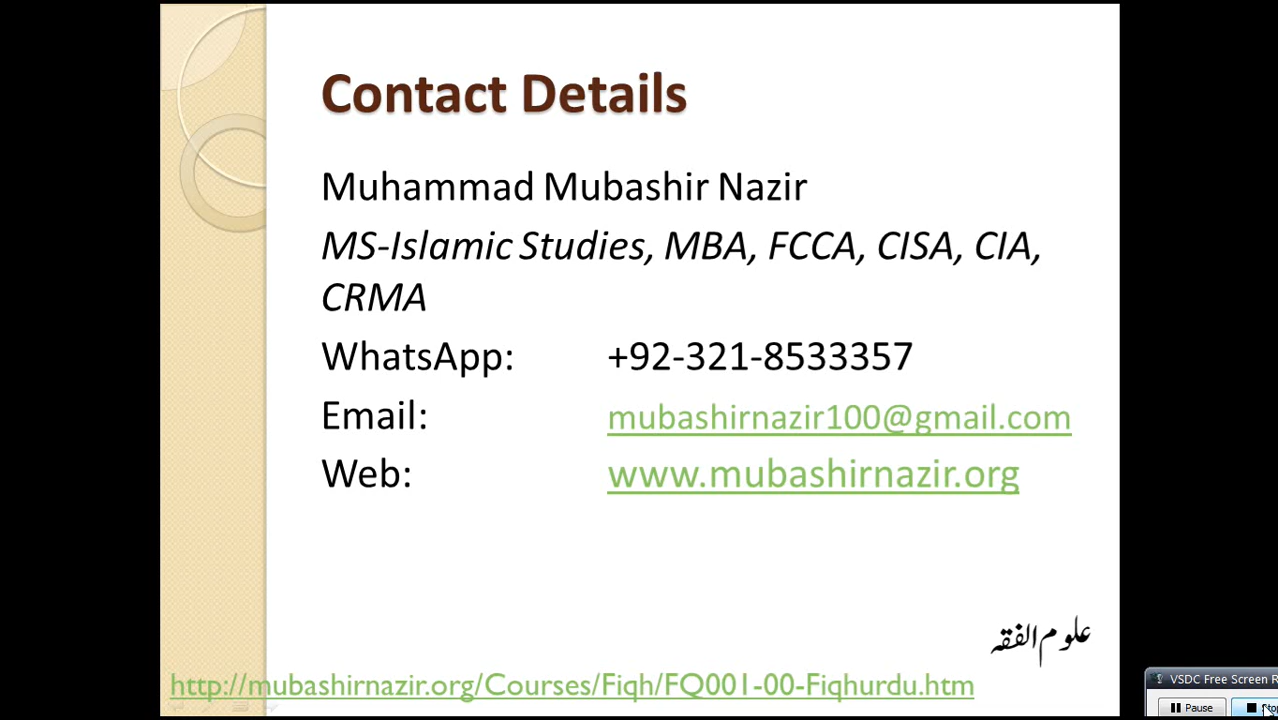 Contact Details
Muhammad Mubashir Nazir
MS-Islamic Studies, MBA, FCCA, CISA, CIA,
CRMA
WhatsApp: +92-321-8533357
Email: mubashirnazir100@gmail.com
Web: www.mubashirnazir.org
علوم الفقہ
http://mubashirnazir.org/Courses/Fiqh/FQ001-00-Fiqhurdu.htm
VSDC Free Screen R
Pause